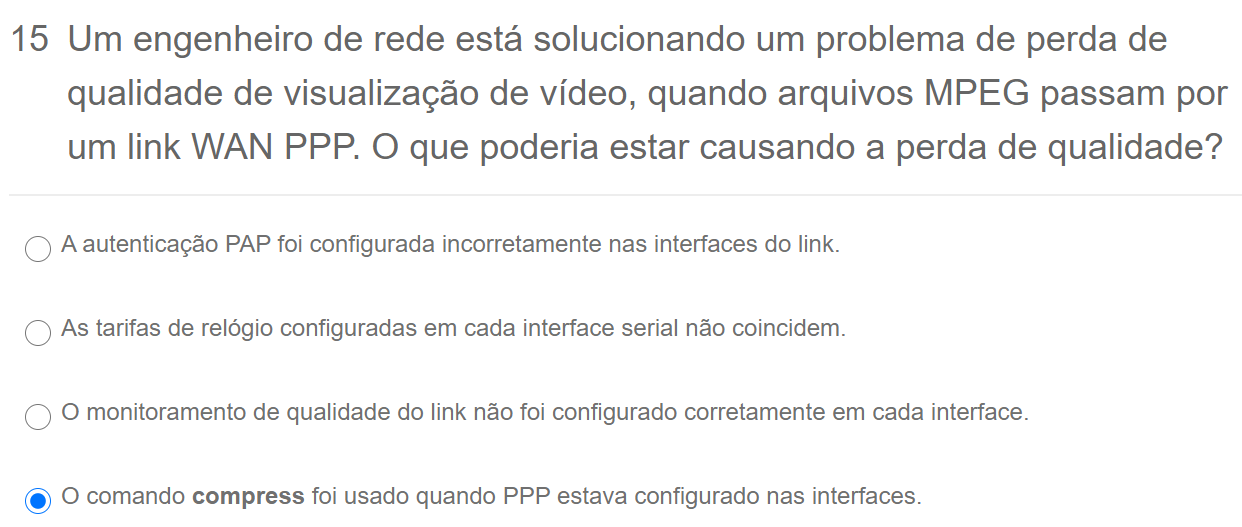 15 Um engenheiro de rede está solucionando um problema de perda de
qualidade de visualização de vídeo, quando arquivos MPEG passam por
um link WAN PPP. O que poderia estar causando a perda de qualidade?
A autenticação PAP foi configurada incorretamente nas interfaces do link.
As tarifas de relógio configuradas em cada interface serial não coincidem.
O monitoramento de qualidade do link não foi configurado corretamente em cada interface.
O comando compress foi usado quando PPP estava configurado nas interfaces.